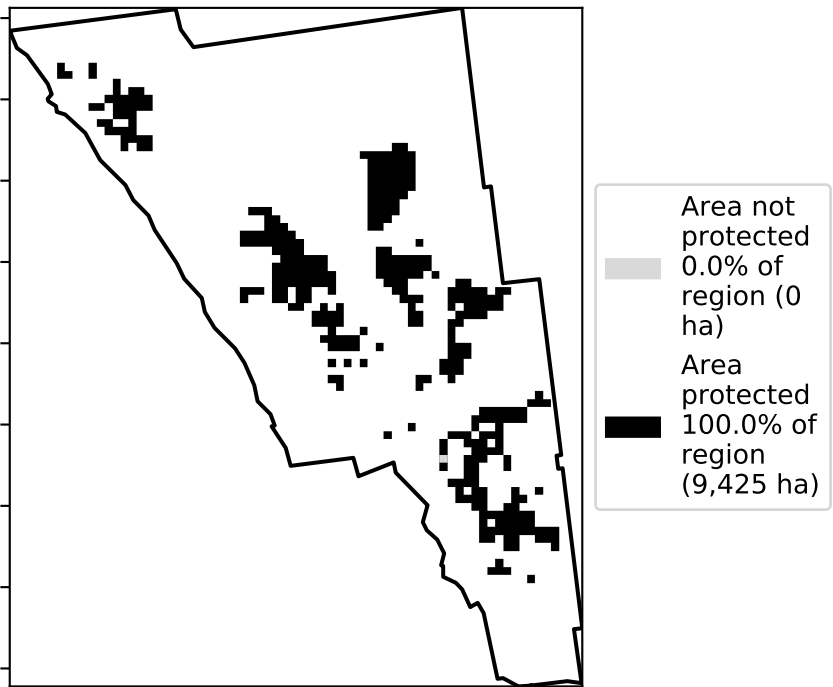 Area not
protected
0.0% of
region (0
ha)
Area
protected
100.0% of
region
(9,425 ha)